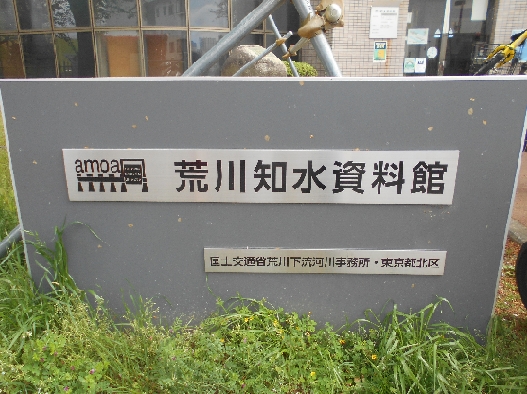 amoa 荒川知水資料館
国土交通省荒川下流河川事務所・東京都北区